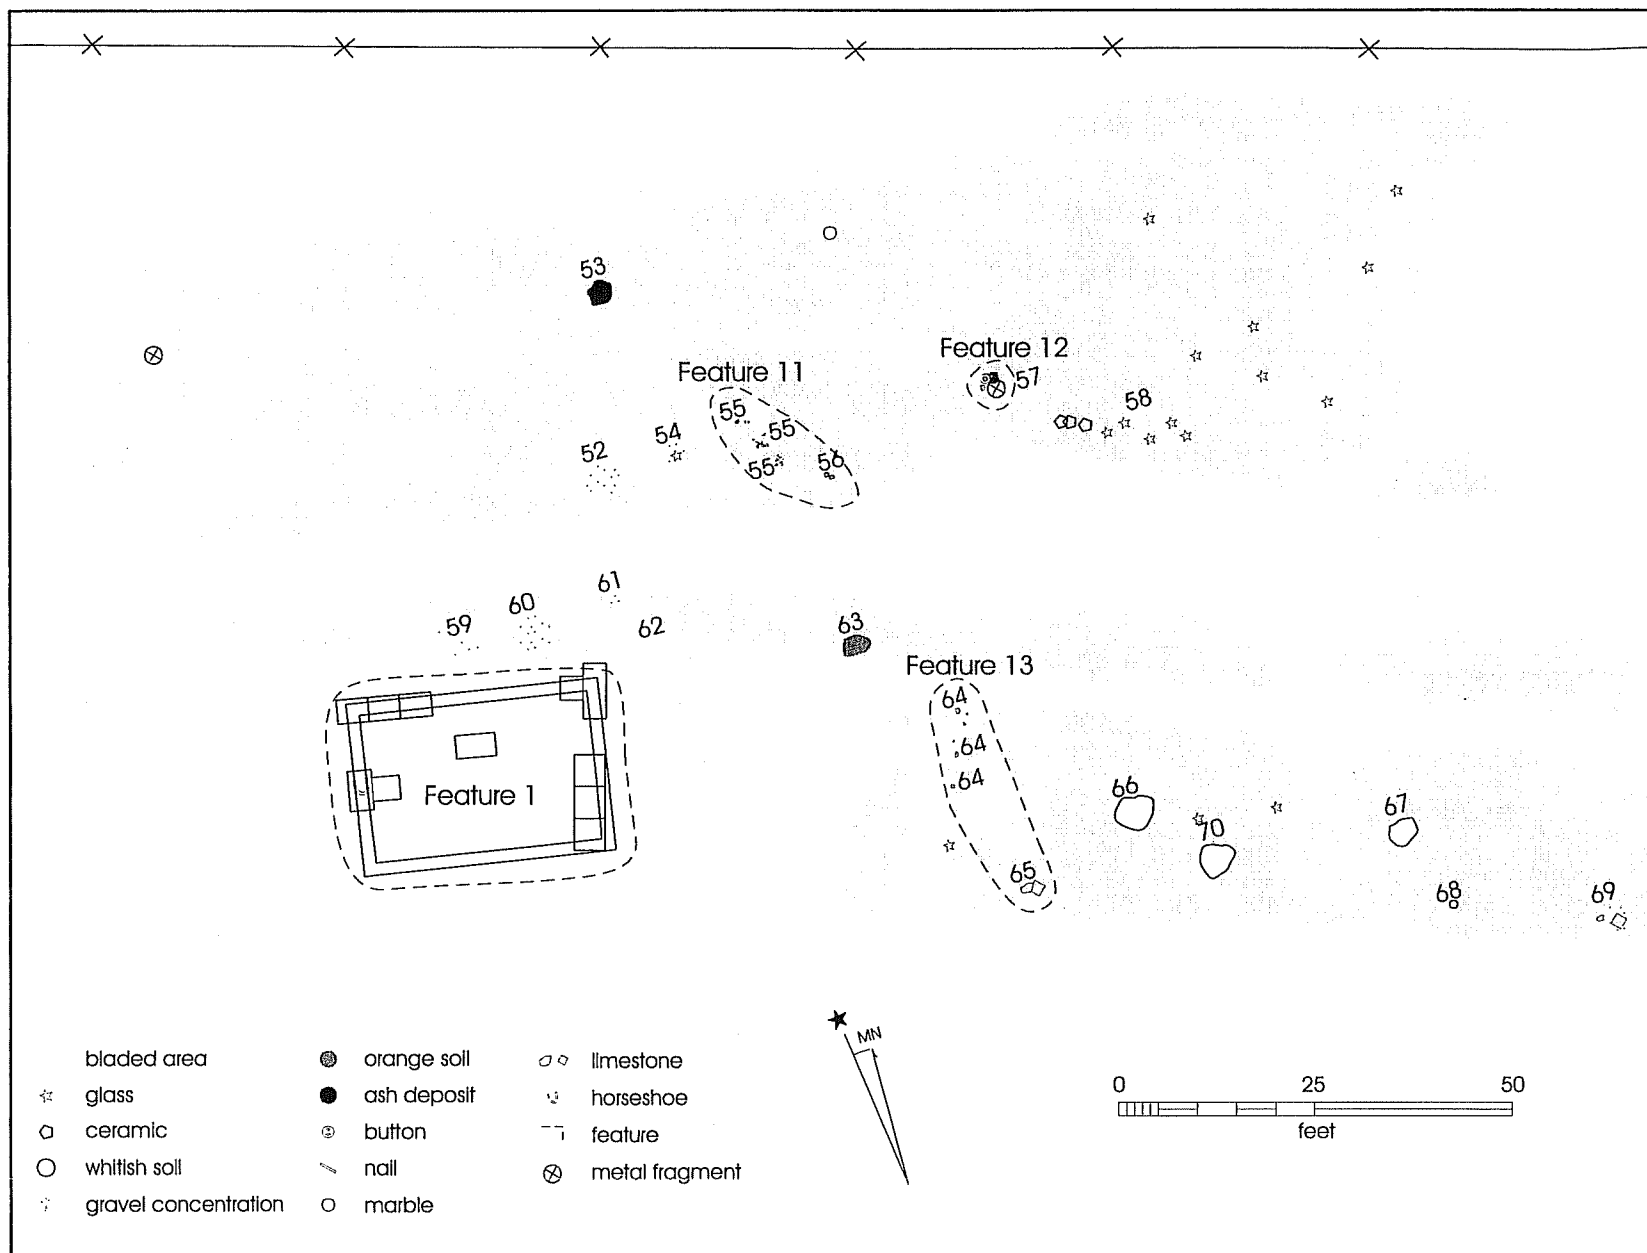 53
Feature 12
57
Feature 11
55
58
54
55
52
55
56
61
60
59
62
63
Feature 13
64
64
64
Feature 1
66
67
70
65
68
69
MN
bladed area
orange soil
limestone
glass
ash deposit
horseshoe
ceramic
button
feature
whitish soil
nail
metal fragment
gravel concentration
marble
0 25 50
feet